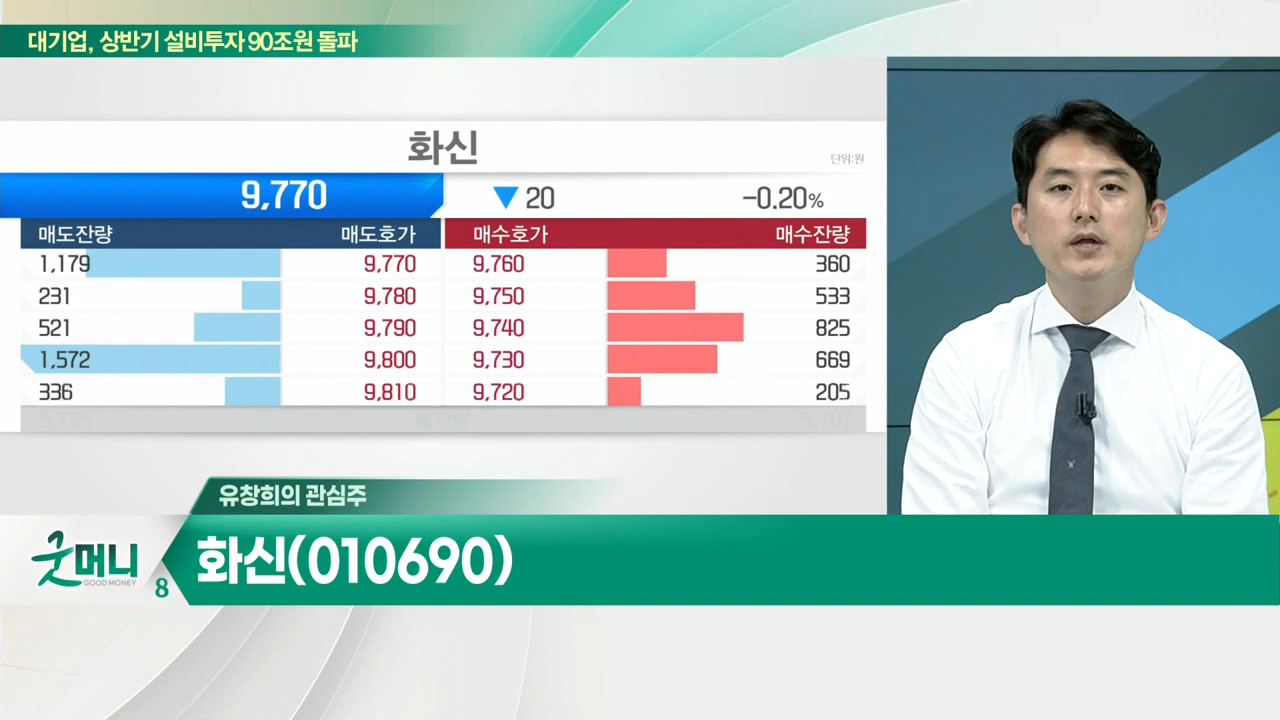 대기업, 상반기 설비투자 90조원 돌파
화신
단위:원
9,770 ▼ 20 -0.20%
매도잔량 매도호가 매수호가 매수잔량
1,179 9,770 9,760 360
231 9,780 9,750 533
521 9,790 9,740 825
1,572 9,800 9,730 669
336 9,810 9,720 205
유창희의 관심주
굿머니
GOOD MONEY
8
화신(010690)